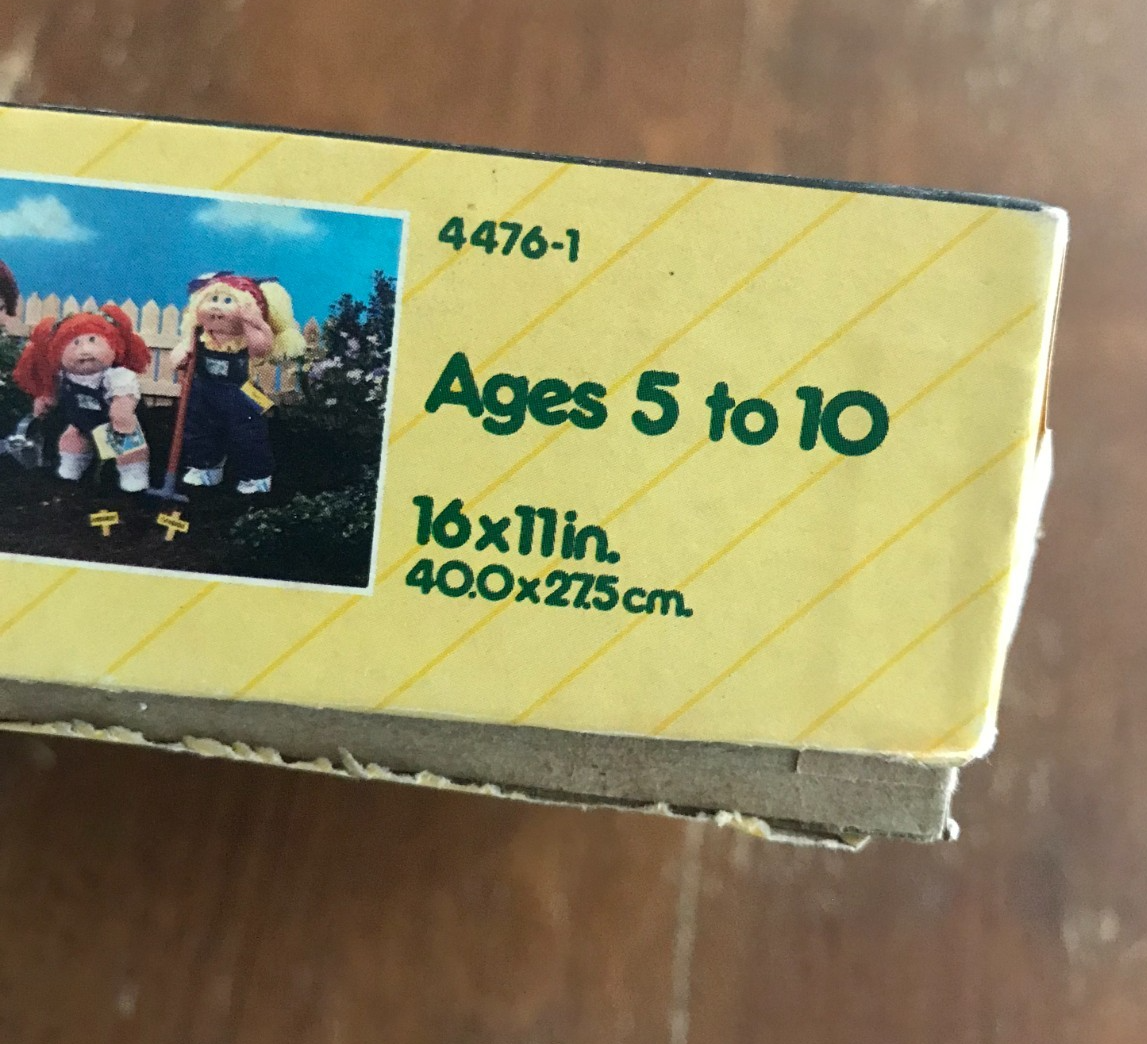 4476-1
Ages 5 to 10
16x11in.
40.0x27.5cm.